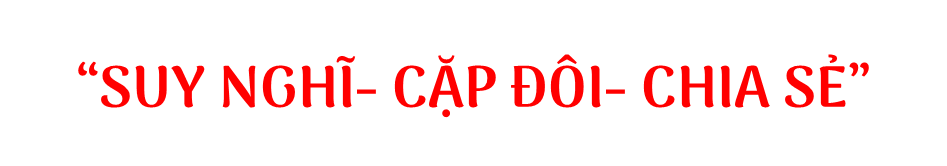 “SUY NGHĨ- CẶP ĐÔI- CHIA SẺ”